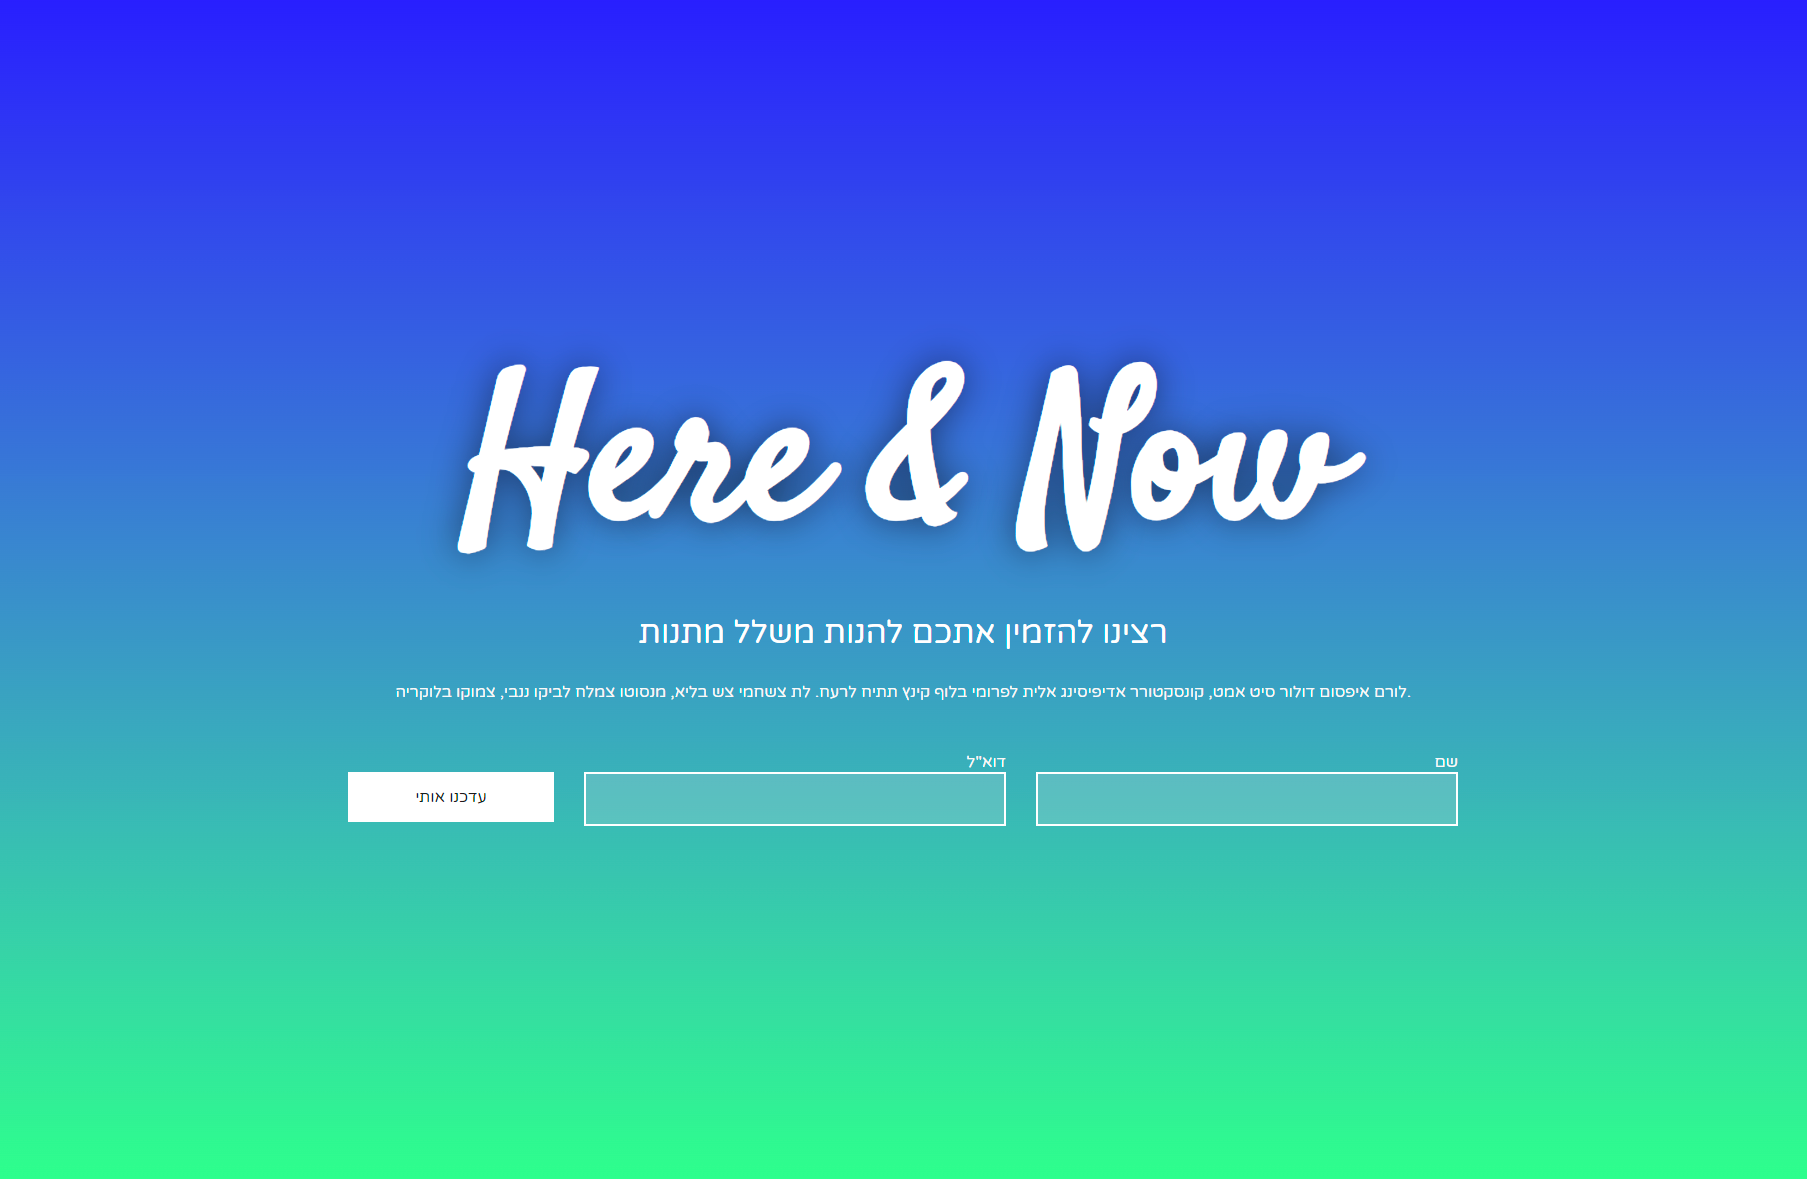 Here & Now
רצינו להזמין אתכם להנות משלל מתנות
לורם איפסום דולור סיט אמט, קונסקטורר אדיפיסינג אלית לפרומי בלוף קינץ תתיח לרעח. לת צשחמי צש בליא, מנסוטו צמלח לביקו ננבי, צמוקו בלוקריה.
שם
דוא"ל
עדכנו אותי